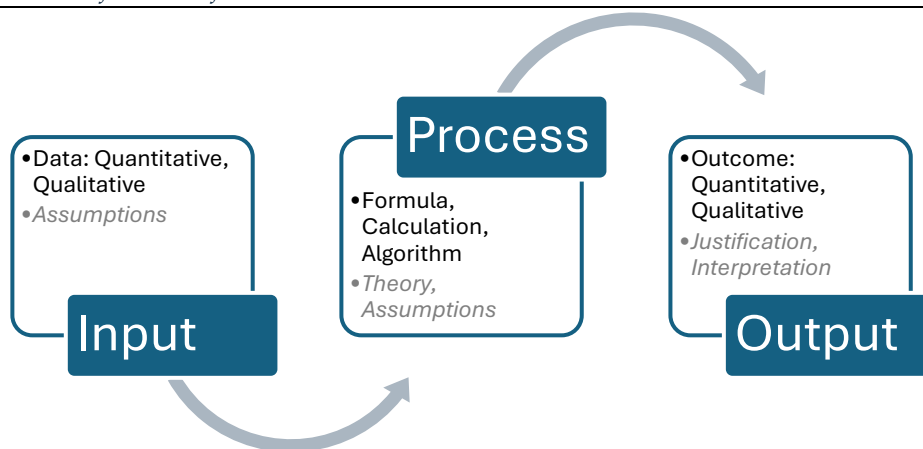 •Data: Quantitative,
Qualitative
•Assumptions
Input
Process
•Formula,
Calculation,
Algorithm
•Theory,
Assumptions
•Outcome:
Quantitative,
Qualitative
•Justification,
Interpretation
Output